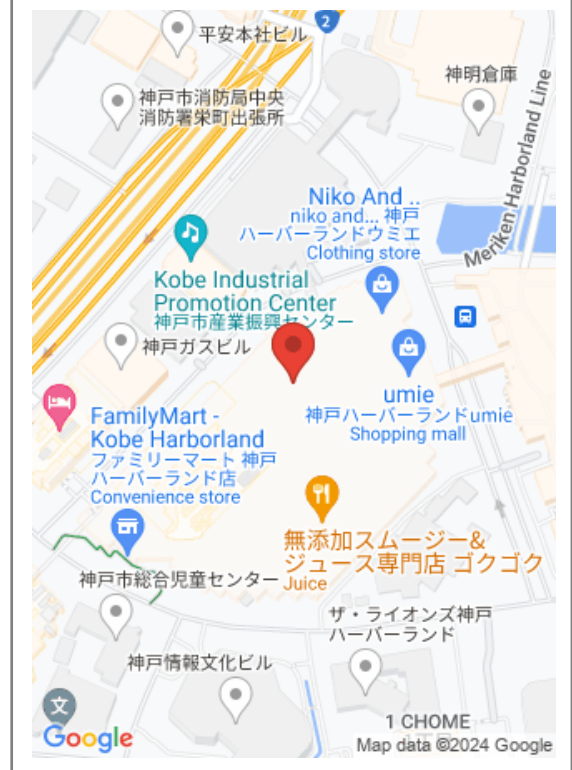 2
平安本社ビル
神明倉庫
神戸市消防局中央
消防署栄町出張所
Meriken Harborland Line
Niko And ..
niko and... 神戸
ハーバーランドウミエ
Clothing store
Kobe Industrial
Promotion Center
神戸市産業振興センター
神戸ガスビル
umie
神戸ハーバーランドumie
Shopping mall
FamilyMart -
Kobe Harborland
ファミリーマート 神戸
ハーバーランド店
Convenience store
無添加スムージー&
ジュース専門店 ゴクゴク
Juice
神戸市総合児童センター
ザ・ライオンズ神戸
ハーバーランド
神戸情報文化ビル
文
1 CHOME
Google
Map data ©2024 Google